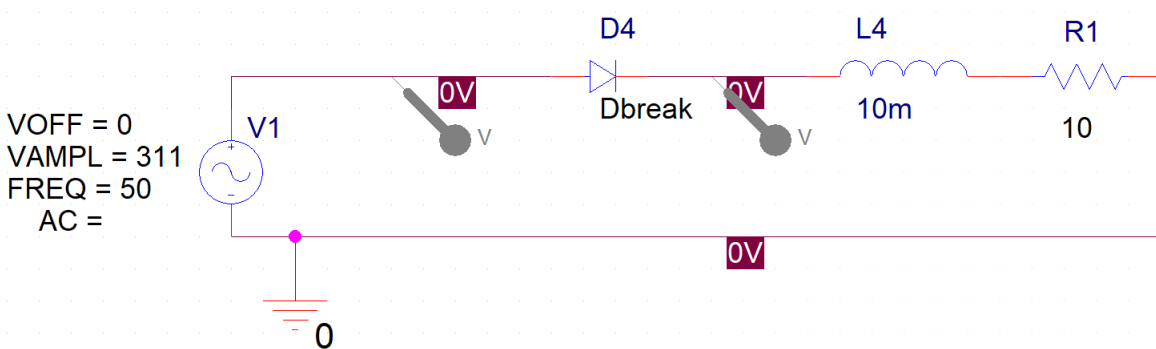 D4
L4
R1
0V
0V
VOFF = 0
VAMPL = 311
FREQ = 50
AC =
V1
V
Dbreak
V
10m
10
0V
0